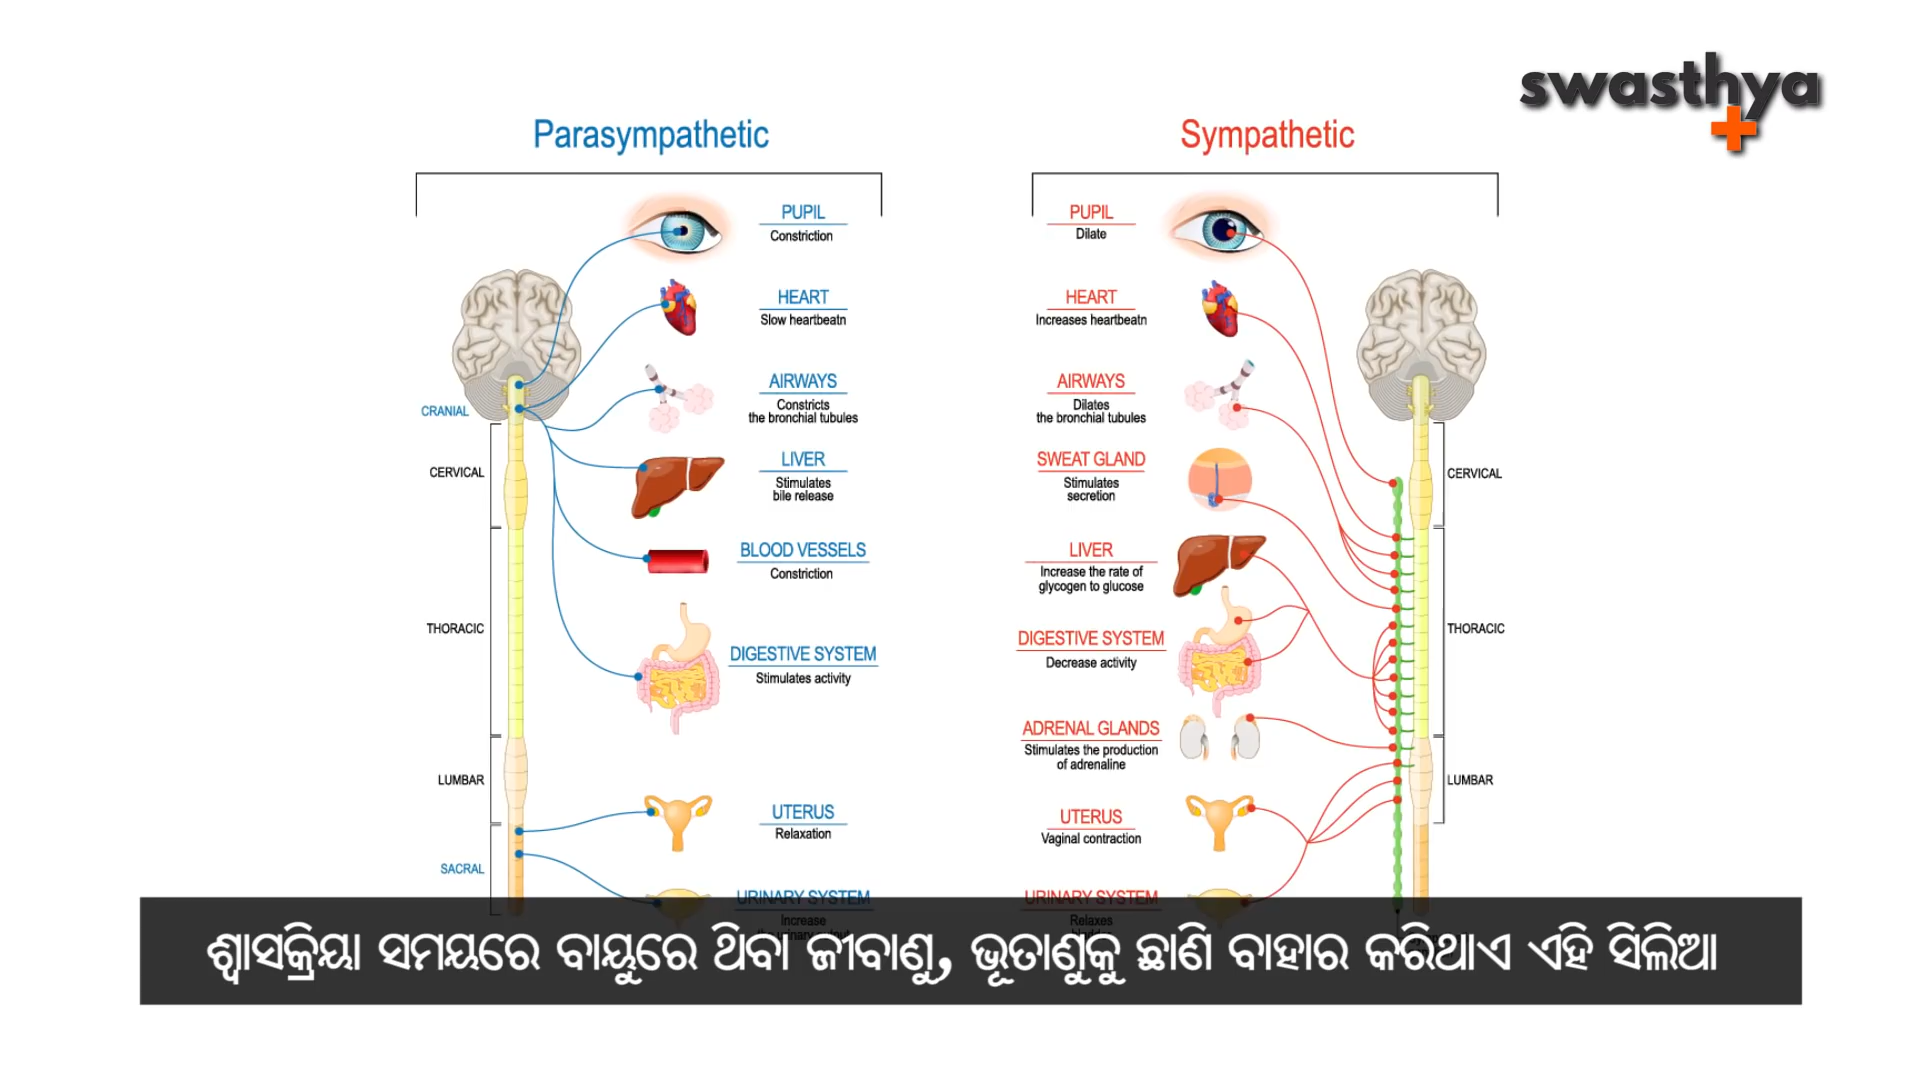 swasthya
Parasympathetic
PUPIL
Constriction
HEART
Slow heartbeatn
AIRWAYS
Constricts
the bronchial tubules
CRANIAL
LIVER
Stimulates
bile release
CERVICAL
BLOOD VESSELS
Constriction
THORACIC
DIGESTIVE SYSTEM
Stimulates activity
LUMBAR
UTERUS
Relaxation
SACRAL
URINARY SYSTEM
Increase
Sympathetic
PUPIL
Dilate
HEART
Increases heartbeatn
AIRWAYS
Dilates
the bronchial tubules
SWEAT GLAND
Stimulates
secretion
CERVICAL
LIVER
Increase the rate of
glycogen to glucose
THORACIC
DIGESTIVE SYSTEM
Decrease activity
ADRENAL GLANDS
Stimulates the production
of adrenaline
LUMBAR
UTERUS
Vaginal contraction
URINARY SYSTEM
Relaxes
ଶ୍ୱାସକ୍ରିୟା ସମୟରେ ବାୟୁରେ ଥିବା ଜୀବାଣୁ, ଭୂତାଣୁକୁ ଛାଣି ବାହାର କରିଥାଏ ଏହି ସିଲିଆ